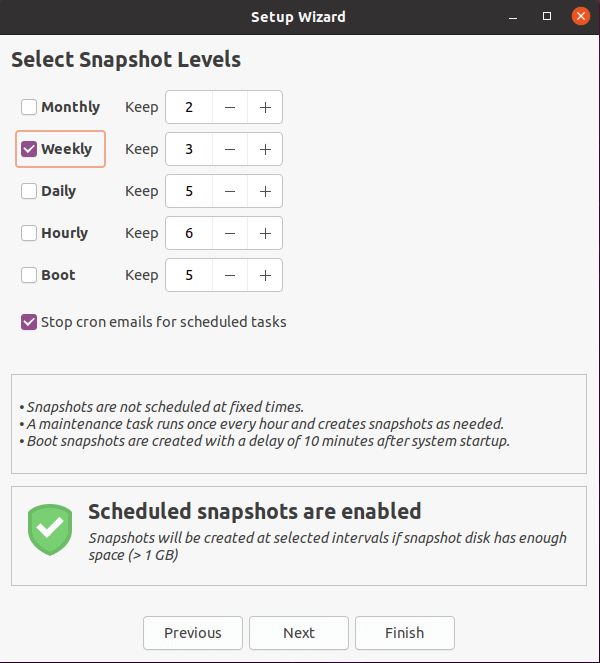 Setup Wizard
Select Snapshot Levels
Monthly Keep 2 − +
Weekly Keep 3 − +
Daily Keep 5 − +
Hourly Keep 6 − +
Boot Keep 5 − +
Stop cron emails for scheduled tasks
• Snapshots are not scheduled at fixed times.
• A maintenance task runs once every hour and creates snapshots as needed.
• Boot snapshots are created with a delay of 10 minutes after system startup.
Scheduled snapshots are enabled
Snapshots will be created at selected intervals if snapshot disk has enough
space (> 1 GB)
Previous Next Finish